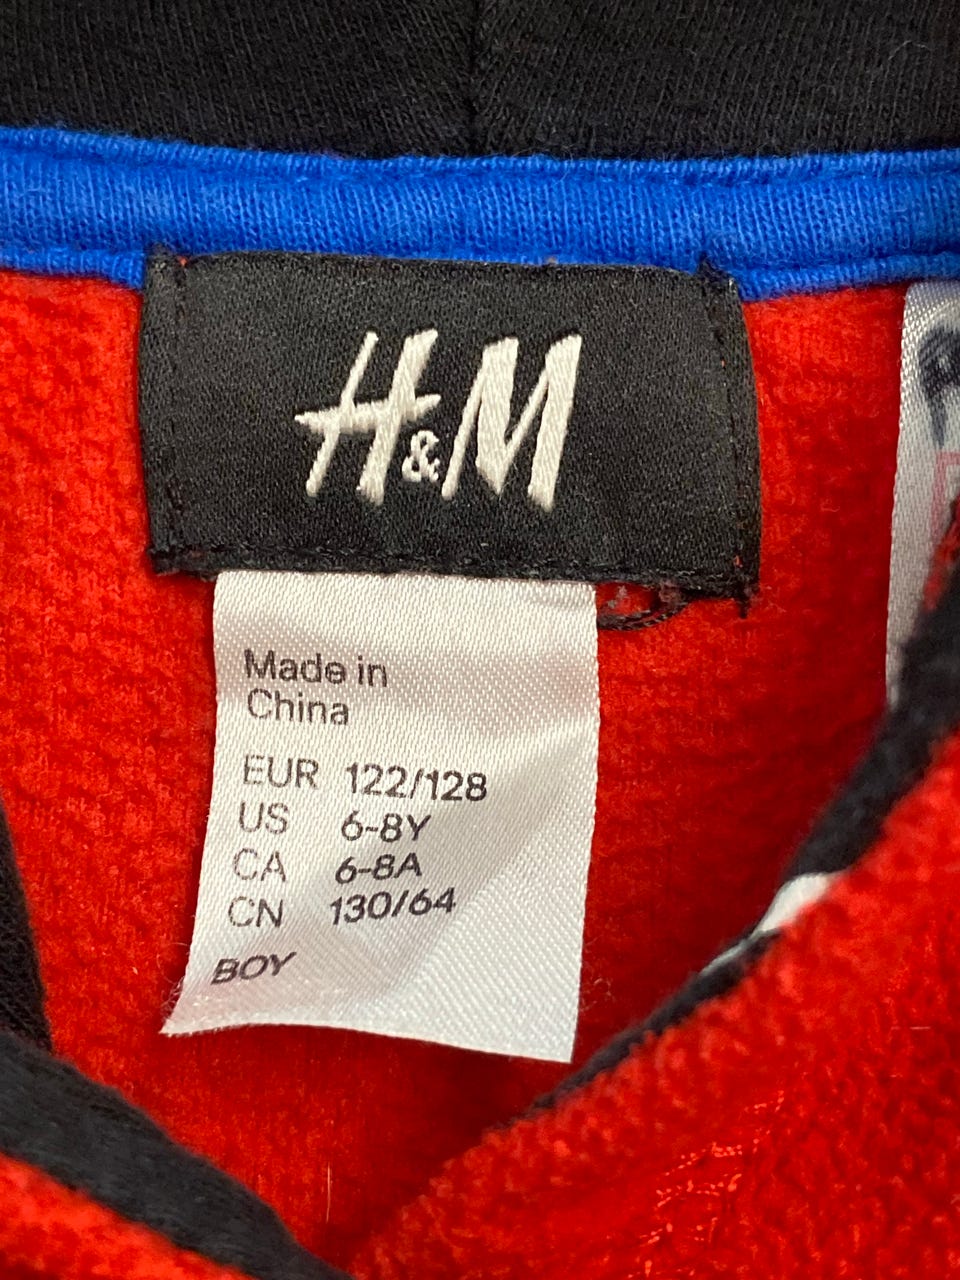 H&M
Made in
China
EUR 122/128
US 6-8Y
CA 6-8A
CN 130/64
BOY